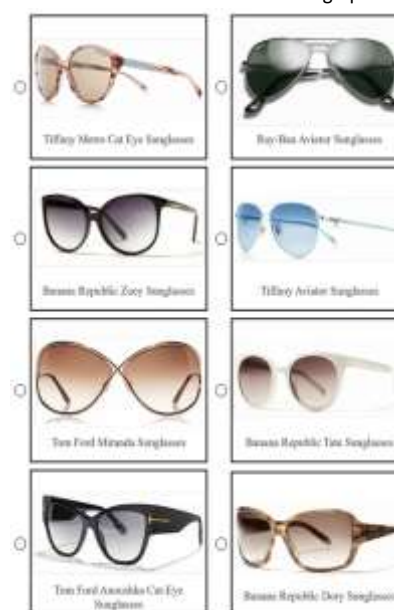 Tiffany Metro Cat Eye Sunglasses
Ray-Ban Aviator Sunglasses
Banana Republic Zoey Sunglasses
Tiffany Aviator Sunglasses
Tom Ford Miranda Sunglasses
Banana Republic Tate Sunglasses
Tom Ford Anoushka Cat Eye
Sunglasses
Banana Republic Dory Sunglasses